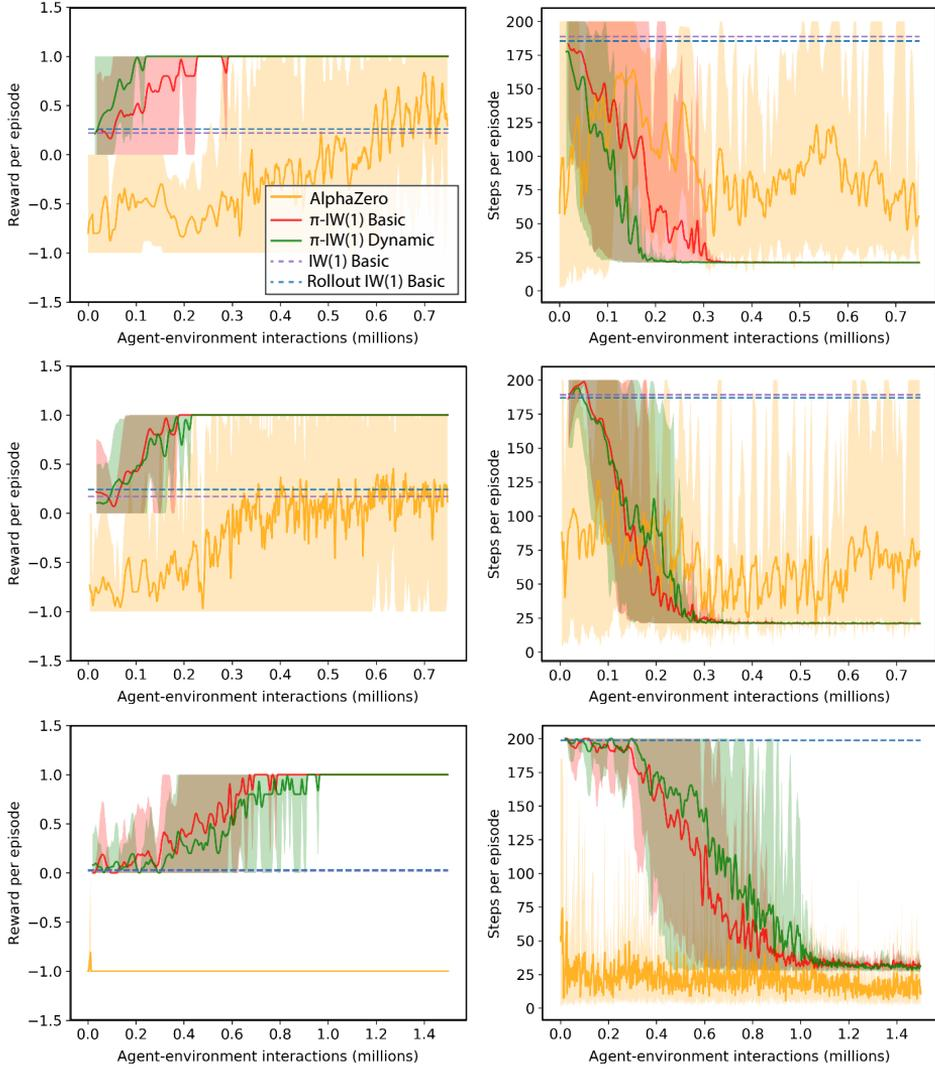 1.5
1.0
0.5
0.0
−0.5
−1.0
−1.5
Reward per episode
0.0 0.1 0.2 0.3 0.4 0.5 0.6 0.7
Agent-environment interactions (millions)
AlphaZero
π-IW(1) Basic
π-IW(1) Dynamic
IW(1) Basic
Rollout IW(1) Basic
200
175
150
125
100
75
50
25
0
Steps per episode
0.0 0.1 0.2 0.3 0.4 0.5 0.6 0.7
Agent-environment interactions (millions)
1.5
1.0
0.5
0.0
−0.5
−1.0
−1.5
Reward per episode
0.0 0.1 0.2 0.3 0.4 0.5 0.6 0.7
Agent-environment interactions (millions)
200
175
150
125
100
75
50
25
0
Steps per episode
0.0 0.1 0.2 0.3 0.4 0.5 0.6 0.7
Agent-environment interactions (millions)
1.5
1.0
0.5
0.0
−0.5
−1.0
−1.5
Reward per episode
0.0 0.2 0.4 0.6 0.8 1.0 1.2 1.4
Agent-environment interactions (millions)
200
175
150
125
100
75
50
25
0
Steps per episode
0.0 0.2 0.4 0.6 0.8 1.0 1.2 1.4
Agent-environment interactions (millions)